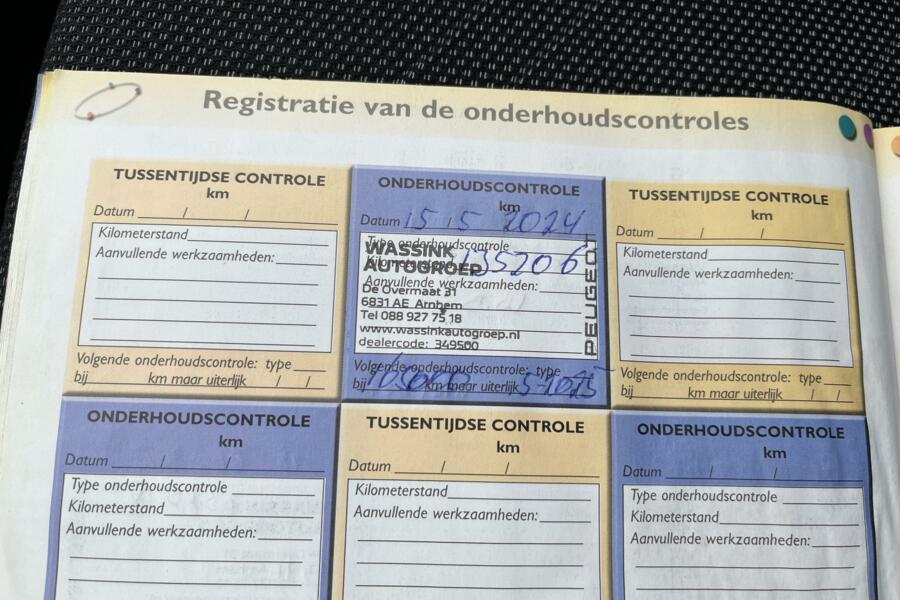 Registratie van de onderhoudscontroles
TUSSENTIJDSE CONTROLE
km
Datum / /
Kilometerstand
Aanvullende werkzaamheden:
Volgende onderhoudscontrole: type
bij km maar uiterlijk / /
ONDERHOUDSCONTROLE
km
Datum 15 5 2024
Type onderhoudscontrole
Kilometerstand 135206
Aanvullende werkzaamheden:
WASSINK
AUTOGROEP
De Overmaat 31
6831 AE Arnhem
Tel 088 927 75 18
www.wassinkautogroep.nl
dealercode: 349500
PEUGEOT
Volgende onderhoudscontrole: type
bij km maar uiterlijk
TUSSENTIJDSE CONTROLE
km
Datum / /
Kilometerstand
Aanvullende werkzaamheden:
Volgende onderhoudscontrole: type
bij km maar uiterlijk / /
ONDERHOUDSCONTROLE
km
Datum / /
Type onderhoudscontrole
Kilometerstand
Aanvullende werkzaamheden:
TUSSENTIJDSE CONTROLE
km
Datum / /
Kilometerstand
Aanvullende werkzaamheden:
ONDERHOUDSCONTROLE
km
Datum / /
Type onderhoudscontrole
Kilometerstand
Aanvullende werkzaamheden: